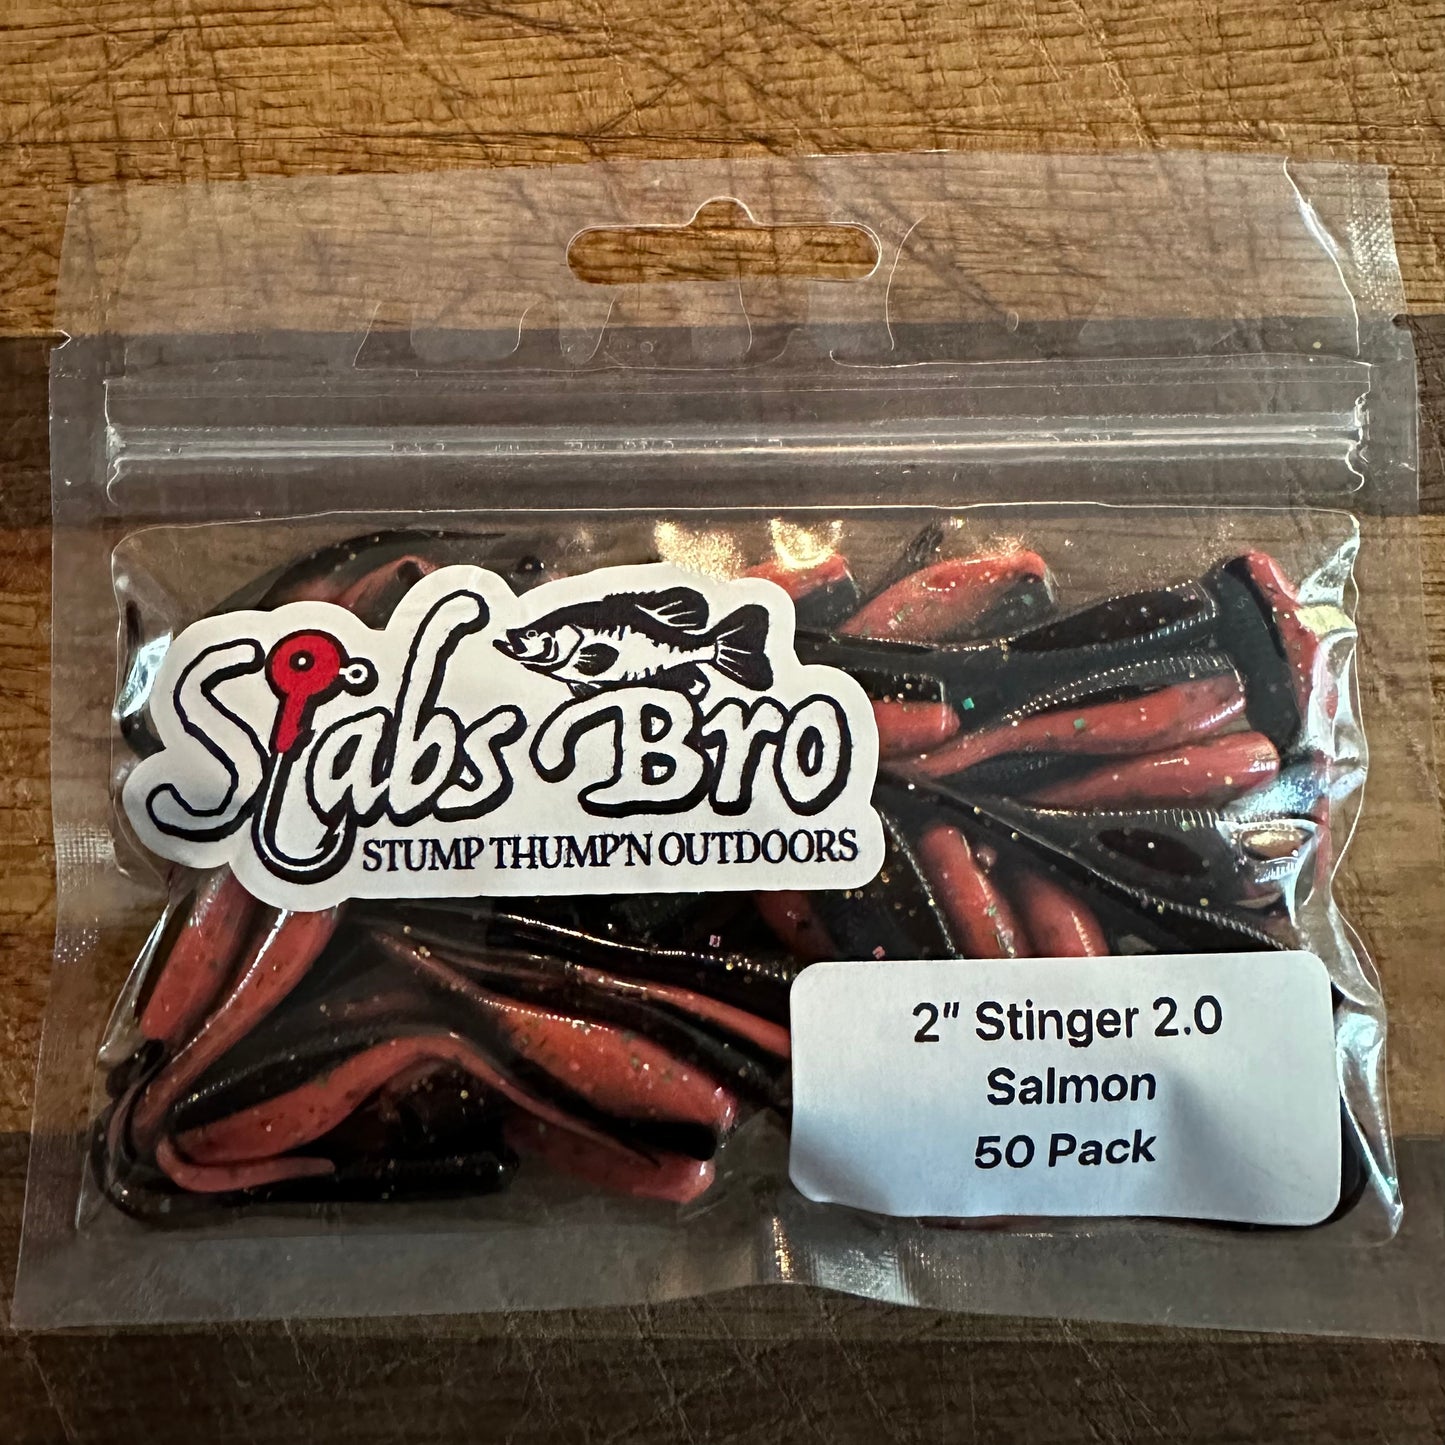 Slabs Bro
STUMP THUMP'N OUTDOORS
2" Stinger 2.0
Salmon
50 Pack